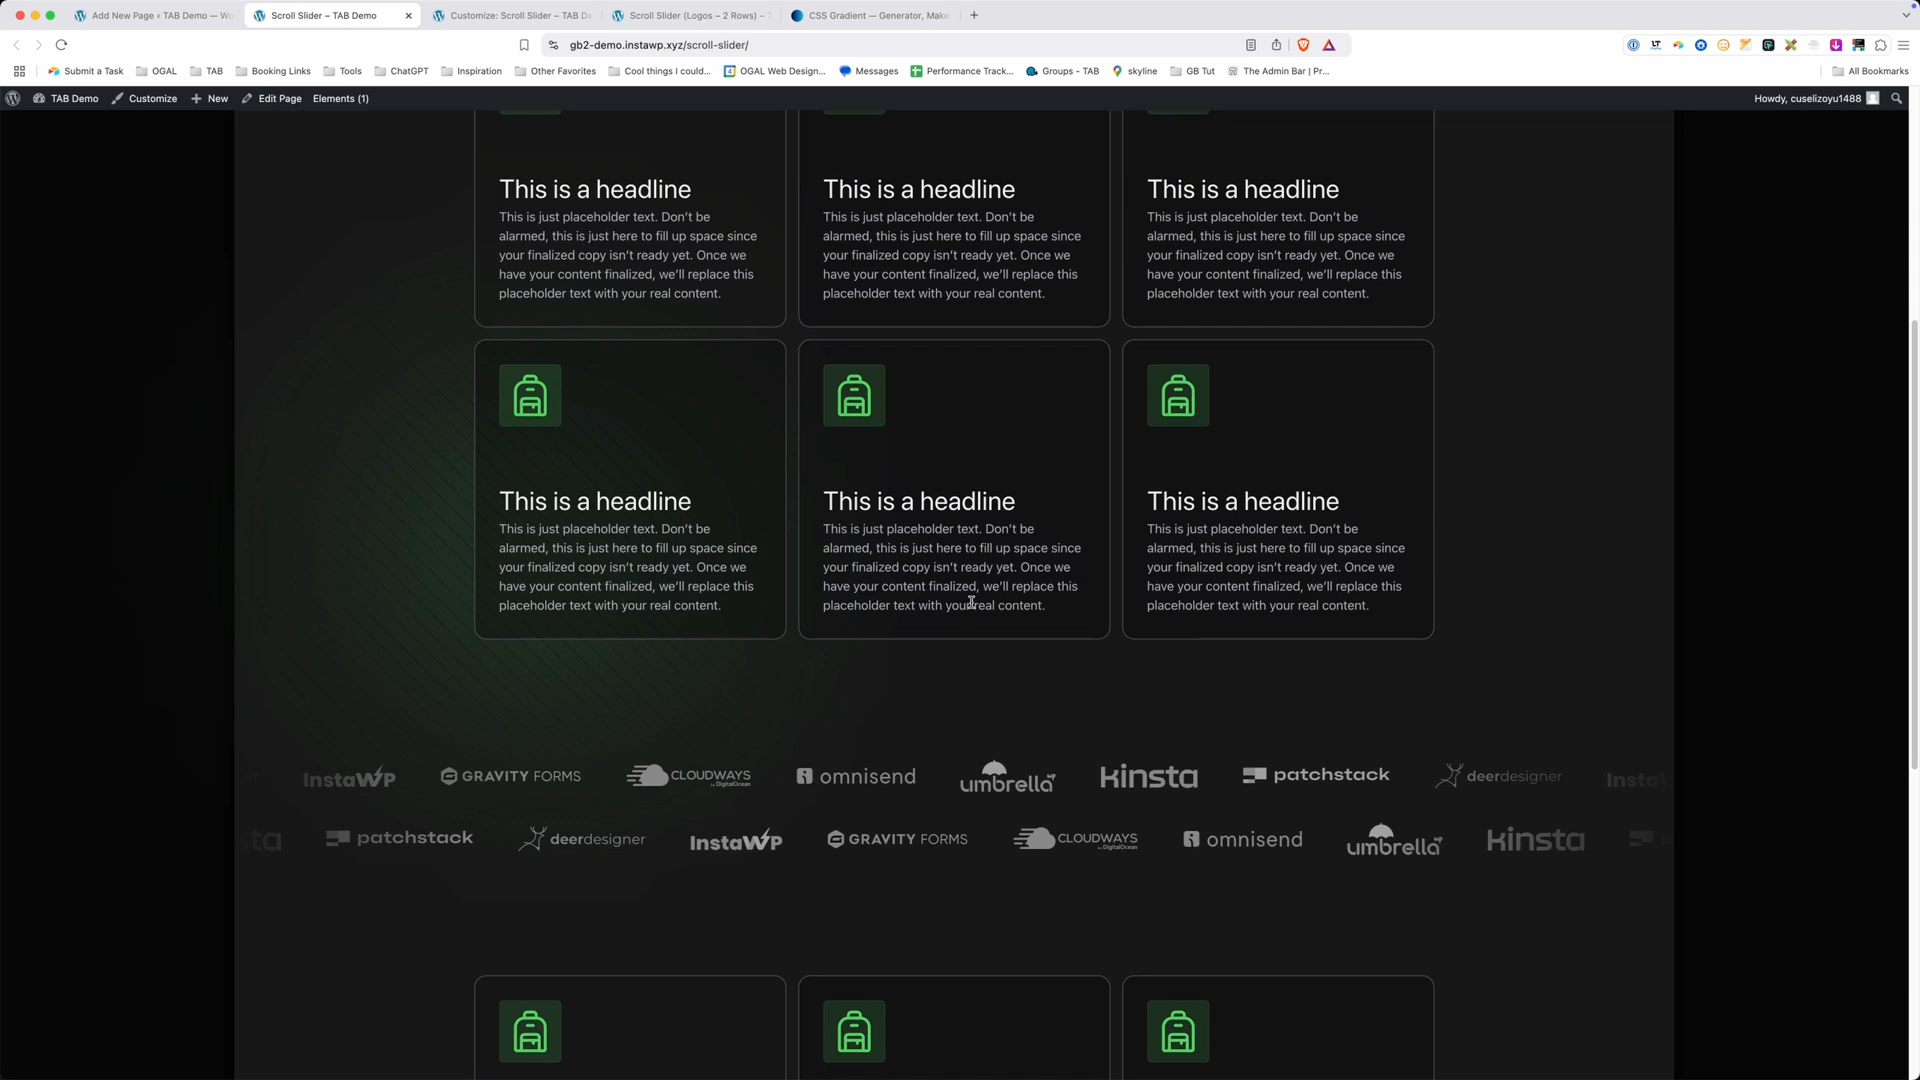 Add New Page ‹ TAB Demo — Wo
Scroll Slider – TAB Demo
Customize: Scroll Slider – TAB De
Scroll Slider (Logos – 2 Rows) –
CSS Gradient — Generator, Make
gb2-demo.instawp.xyz/scroll-slider/
Submit a Task
OGAL
TAB
Booking Links
Tools
ChatGPT
Inspiration
Other Favorites
Cool things I could...
OGAL Web Design...
Messages
Performance Track...
Groups - TAB
skyline
GB Tut
The Admin Bar | Pr...
All Bookmarks
TAB Demo
Customize
New
Edit Page
Elements (1)
Howdy, cuselizoyu1488
This is a headline
This is just placeholder text. Don’t be
alarmed, this is just here to fill up space since
your finalized copy isn’t ready yet. Once we
have your content finalized, we’ll replace this
placeholder text with your real content.
This is a headline
This is just placeholder text. Don’t be
alarmed, this is just here to fill up space since
your finalized copy isn’t ready yet. Once we
have your content finalized, we’ll replace this
placeholder text with your real content.
This is a headline
This is just placeholder text. Don’t be
alarmed, this is just here to fill up space since
your finalized copy isn’t ready yet. Once we
have your content finalized, we’ll replace this
placeholder text with your real content.
This is a headline
This is just placeholder text. Don’t be
alarmed, this is just here to fill up space since
your finalized copy isn’t ready yet. Once we
have your content finalized, we’ll replace this
placeholder text with your real content.
This is a headline
This is just placeholder text. Don’t be
alarmed, this is just here to fill up space since
your finalized copy isn’t ready yet. Once we
have your content finalized, we’ll replace this
placeholder text with your real content.
This is a headline
This is just placeholder text. Don’t be
alarmed, this is just here to fill up space since
your finalized copy isn’t ready yet. Once we
have your content finalized, we’ll replace this
placeholder text with your real content.
InstaWP GRAVITY FORMS CLOUDWAYS by DigitalOcean omnisend umbrella WP kinsta patchstack deerdesigner Insta
sta patchstack deerdesigner InstaWP GRAVITY FORMS CLOUDWAYS by DigitalOcean omnisend umbrella WP kinsta